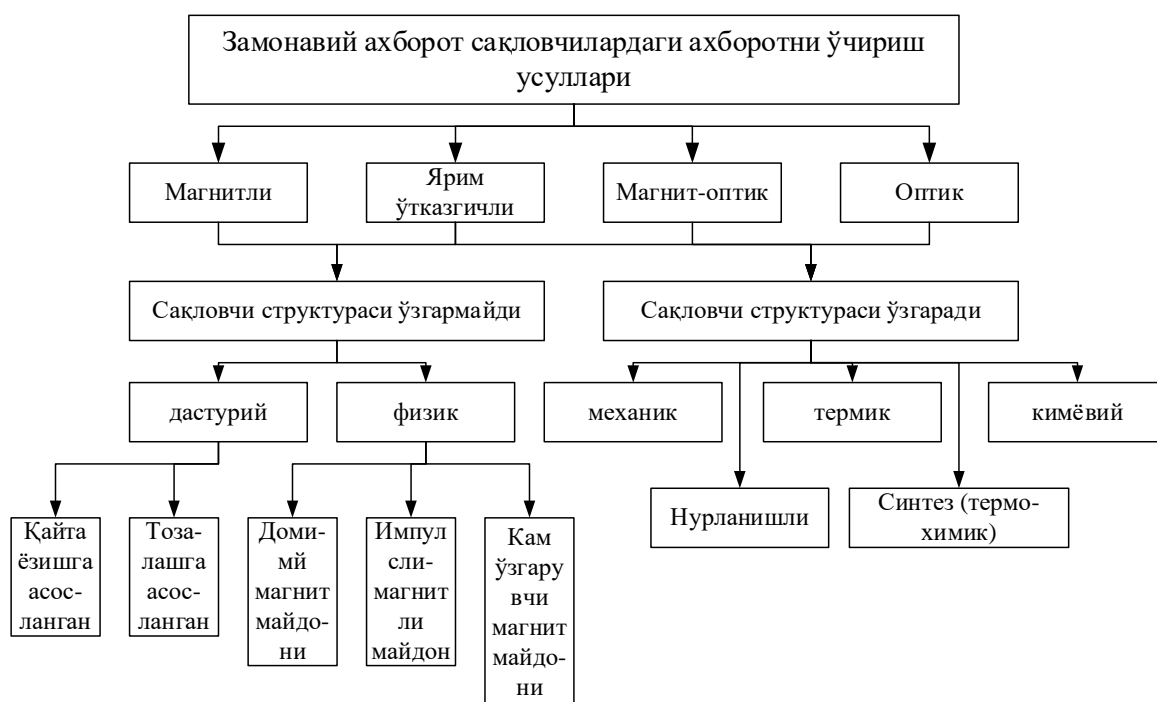 Замонавий ахборот сақловчилардаги ахборотни ўчириш
усуллари
Магнитли
Ярим
ўтказгичли
Магнит-оптик
Оптик
Сақловчи структураси ўзгармайди
Сақловчи структураси ўзгаради
дастурий
физик
механик
термик
кимёвий
Нурланишли
Синтез (термо-
химик)
Қайта
ёзишга
асос-
ланган
Тоза-
лашга
асос-
ланган
Доми-
мй
магнит
майдо-
ни
Импул
сли-
магнит
ли
майдон
Кам
ўзгару
вчи
магнит
майдо-
ни